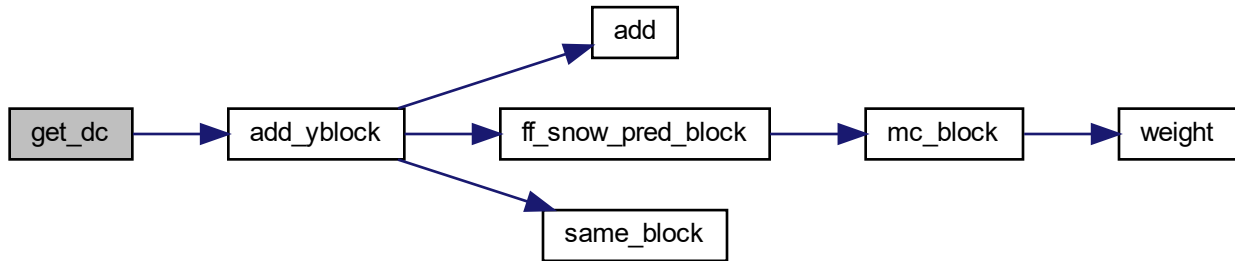 add
get_dc
add_yblock
ff_snow_pred_block
mc_block
weight
same_block